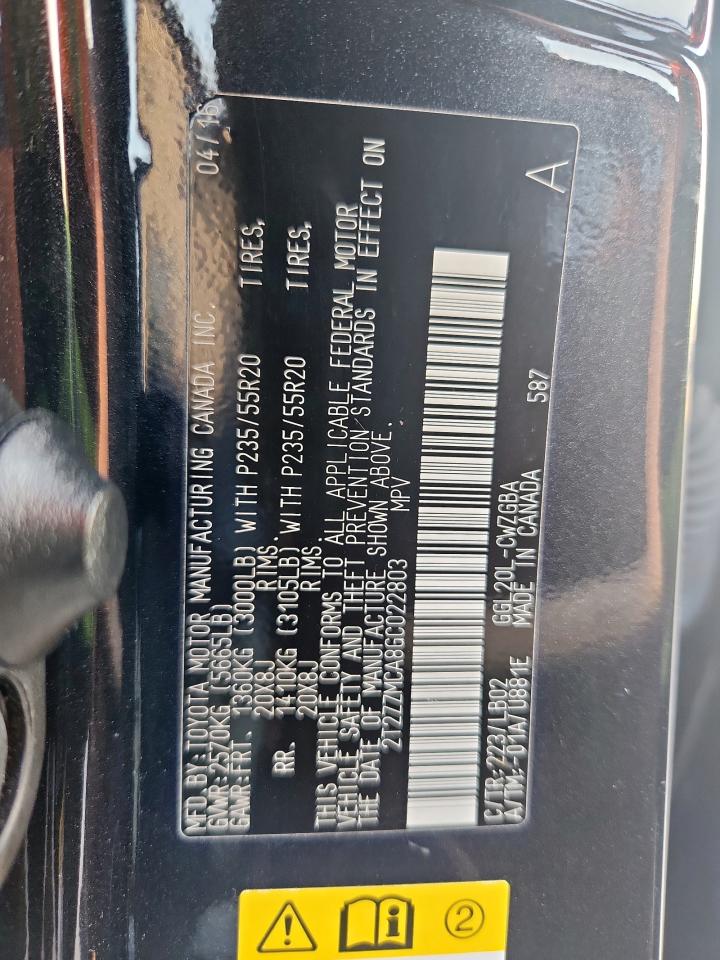 MFD.BY:TOYOTA MOTOR MANUFACTURING CANADA INC. 04/16
GVWR:2570KG (5665LB)
GAWR:FRT. 1360KG (3000LB) WITH P235/55R20 TIRES,
20X8J RIMS.
RR. 1410KG (3105LB) WITH P235/55R20 TIRES,
20X8J RIMS.
THIS VEHICLE CONFORMS TO ALL APPLICABLE FEDERAL MOTOR
VEHICLE SAFETY AND THEFT PREVENTION STANDARDS IN EFFECT ON
THE DATE OF MANUFACTURE SHOWN ABOVE.
2T2ZZMCA8GC022803 MPV
C/TR:223/LB02 GGL20L-CWZGBA 587
A/TM:-01A/U881E MADE IN CANADA
A
2